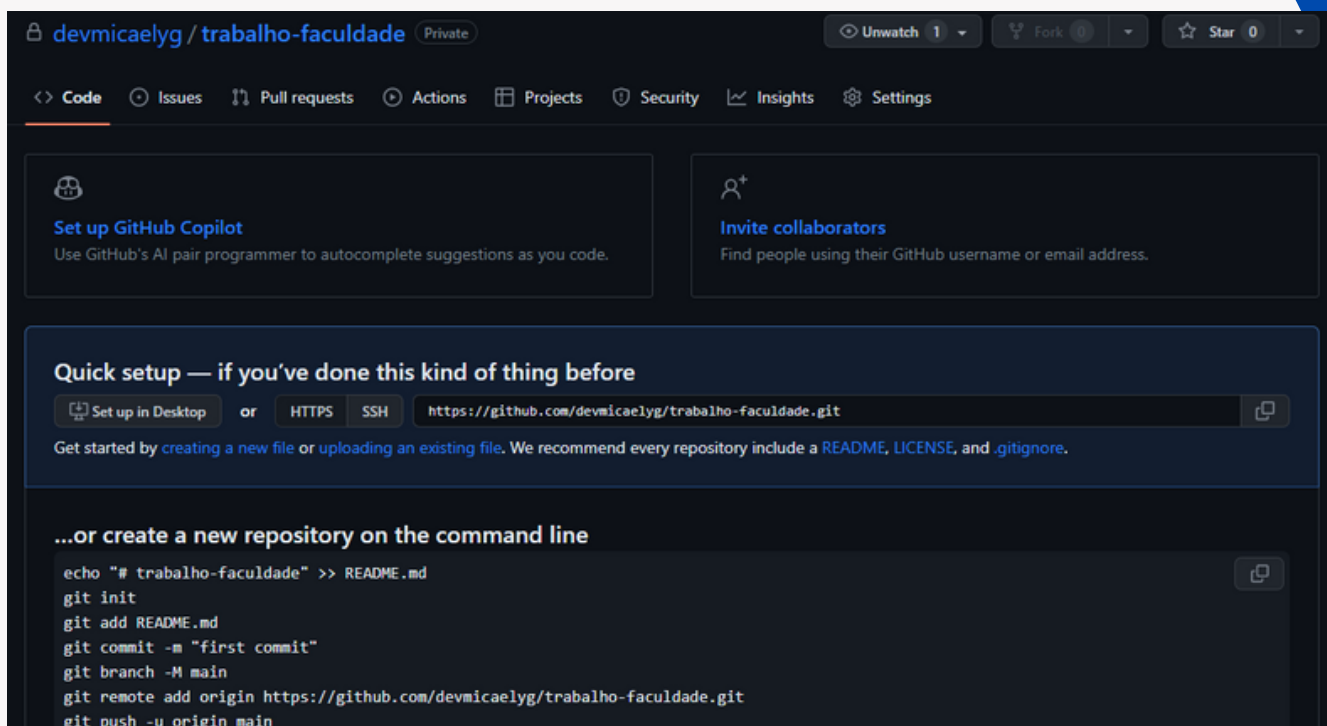 devmicaelyg / trabalho-faculdade Private
Unwatch 1 Fork 0 Star 0
Code Issues Pull requests Actions Projects Security Insights Settings
Set up GitHub Copilot
Use GitHub's AI pair programmer to autocomplete suggestions as you code.
Invite collaborators
Find people using their GitHub username or email address.
Quick setup — if you've done this kind of thing before
Set up in Desktop or HTTPS SSH https://github.com/devmicaelyg/trabalho-faculdade.git
Get started by creating a new file or uploading an existing file. We recommend every repository include a README, LICENSE, and .gitignore.
...or create a new repository on the command line
echo "# trabalho-faculdade" >> README.md
git init
git add README.md
git commit -m "first commit"
git branch -M main
git remote add origin https://github.com/devmicaelyg/trabalho-faculdade.git
git push -u origin main